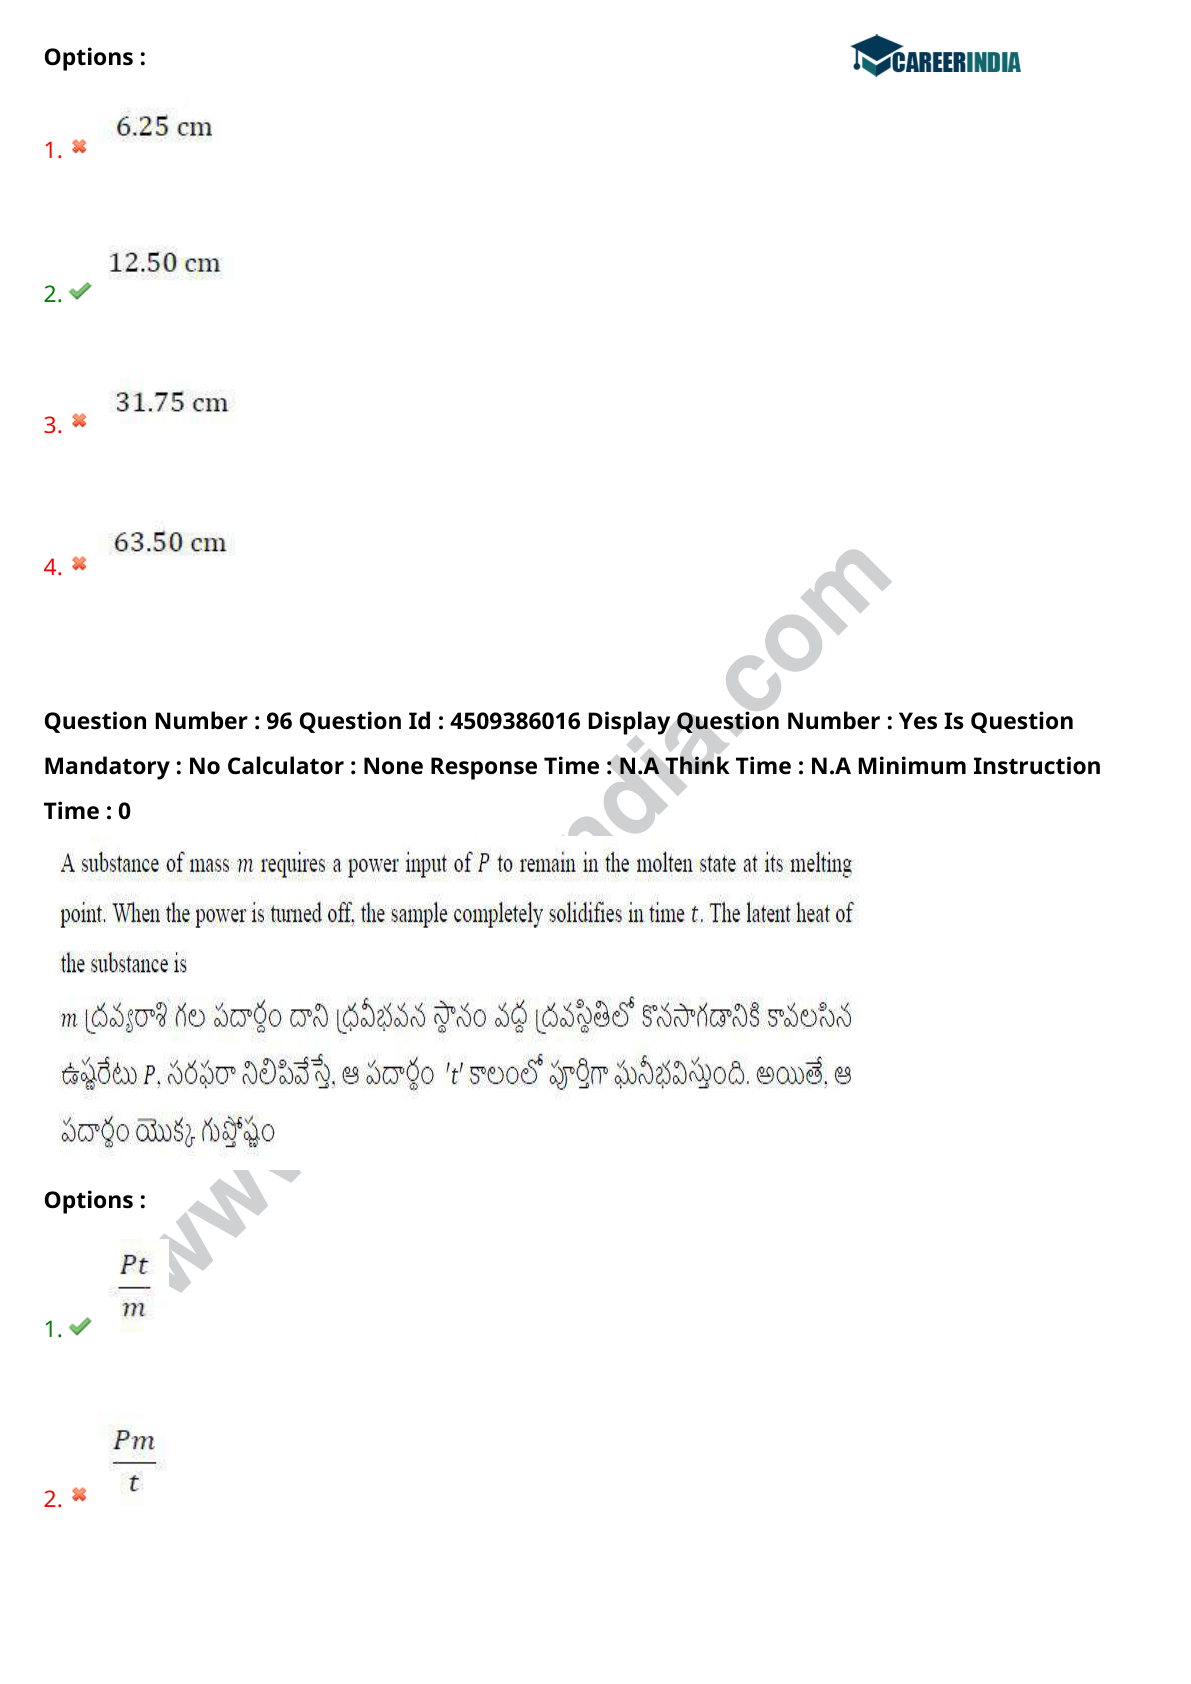 Options :
CAREERINDIA
6.25 cm
1.
12.50 cm
2.
31.75 cm
3.
63.50 cm
4.
Question Number : 96 Question Id : 4509386016 Display Question Number : Yes Is Question
Mandatory : No Calculator : None Response Time : N.A Think Time : N.A Minimum Instruction
Time : 0
A substance of mass m requires a power input of P to remain in the molten state at its melting
point. When the power is turned off, the sample completely solidifies in time t. The latent heat of
the substance is
m ద్రవ్యరాశి గల పదార్థం దాని ధ్రవీభవన స్థానం వద్ద ద్రవస్థితిలో కొనసాగడానికి కావలసిన
ఉష్ణరేటు P, సరఫరా నిలిపివేస్తే, ఆ పదార్థం 't' కాలంలో పూర్తిగా ఘనీభవిస్తుంది. అయితే, ఆ
పదార్థం యొక్క గుప్తోష్ణం
Options :
Pt
m
1.
Pm
t
2.